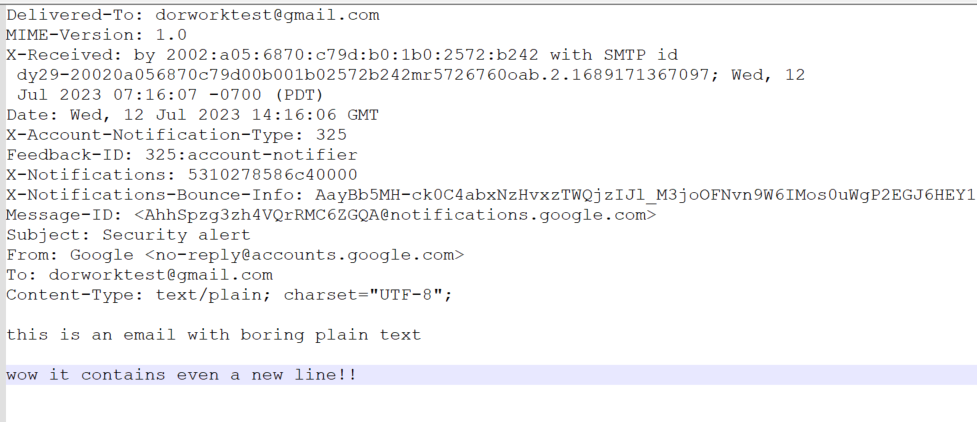 Delivered-To: dorworktest@gmail.com
MIME-Version: 1.0
X-Received: by 2002:a05:6870:c79d:b0:1b0:2572:b242 with SMTP id
 dy29-20020a056870c79d00b001b02572b242mr5726760oab.2.1689171367097; Wed, 12
 Jul 2023 07:16:07 -0700 (PDT)
Date: Wed, 12 Jul 2023 14:16:06 GMT
X-Account-Notification-Type: 325
Feedback-ID: 325:account-notifier
X-Notifications: 5310278586c40000
X-Notifications-Bounce-Info: AayBb5MH-ck0C4abxNzHvxzTWQjzIJl_M3joOFNvn9W6IMos0uWgP2EGJ6HEY1
Message-ID: <AhhSpzg3zh4VQrRMC6ZGQA@notifications.google.com>
Subject: Security alert
From: Google <no-reply@accounts.google.com>
To: dorworktest@gmail.com
Content-Type: text/plain; charset="UTF-8";

this is an email with boring plain text

wow it contains even a new line!!